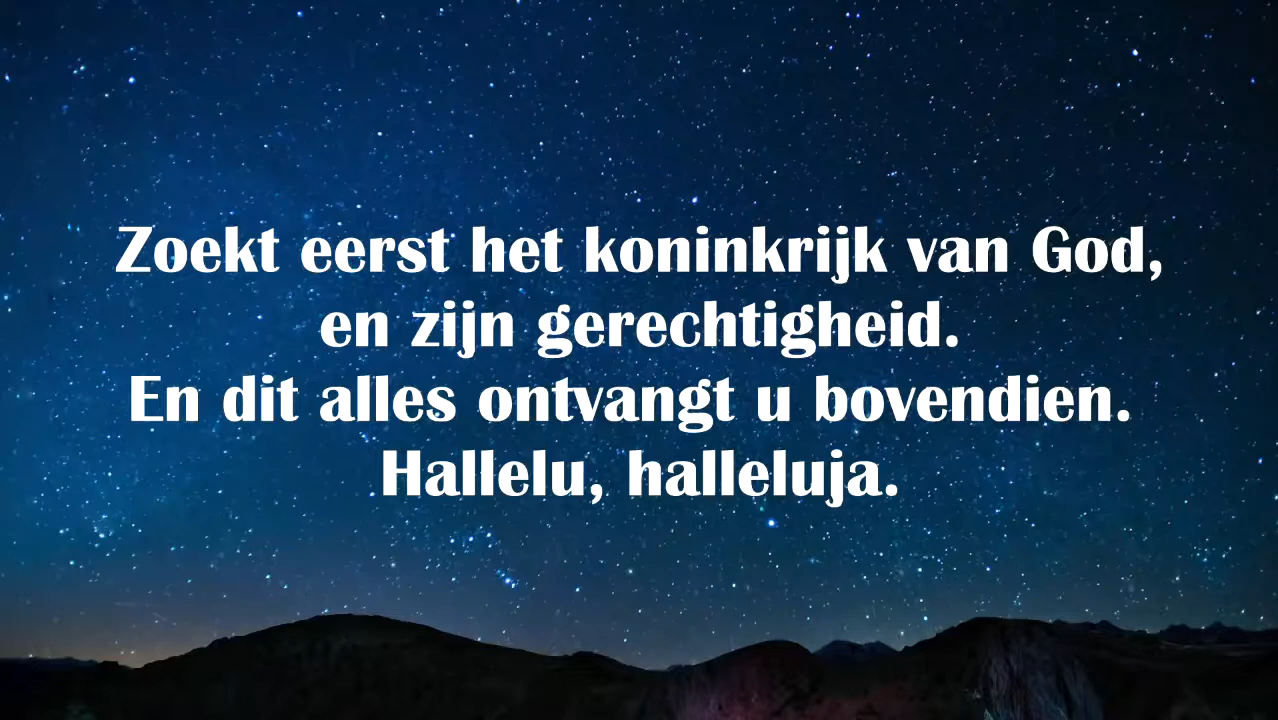 Zoekt eerst het koninkrijk van God,
en zijn gerechtigheid.
En dit alles ontvangt u bovendien.
Hallelu, halleluja.